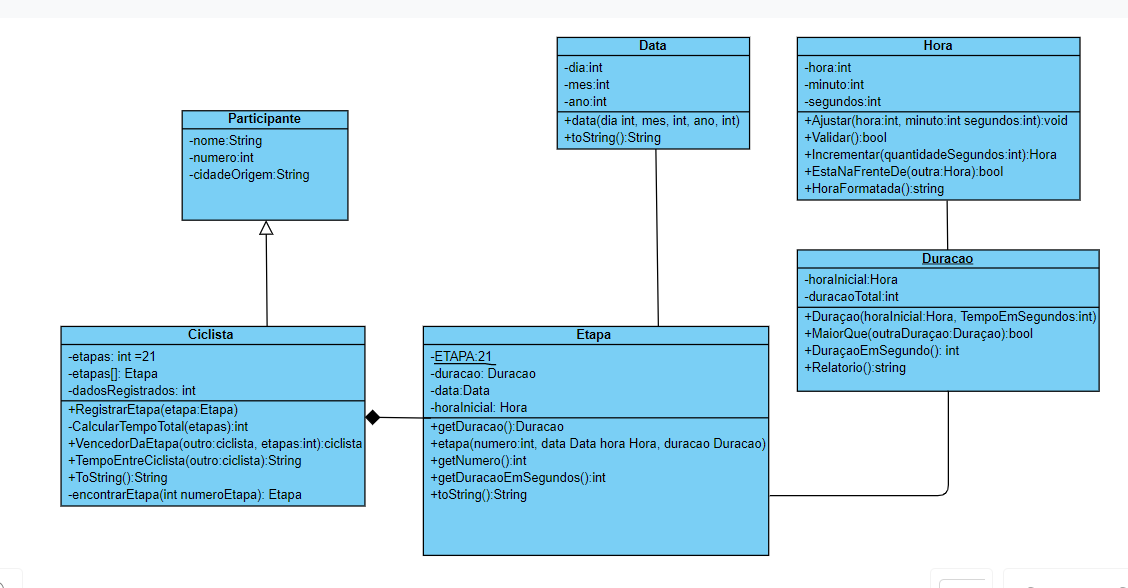 Participante
-nome:String
-numero:int
-cidadeOrigem:String
Data
-dia:int
-mes:int
-ano:int
+data(dia int, mes, int, ano, int)
+toString():String
Hora
-hora:int
-minuto:int
-segundos:int
+Ajustar(hora:int, minuto:int segundos:int):void
+Validar():bool
+Incrementar(quantidadeSegundos:int):Hora
+EstaNaFrenteDe(outra:Hora):bool
+HoraFormatada():string
Duracao
-horaInicial:Hora
-duracaoTotal:int
+Duraçao(horaInicial:Hora, TempoEmSegundos:int)
+MaiorQue(outraDuraçao:Duraçao):bool
+DuraçaoEmSegundo(): int
+Relatorio():string
Ciclista
-etapas: int =21
-etapas[]: Etapa
-dadosRegistrados: int
+RegistrarEtapa(etapa:Etapa)
-CalcularTempoTotal(etapas):int
+VencedorDaEtapa(outro:ciclista, etapas:int):ciclista
+TempoEntreCiclista(outro:ciclista):String
+ToString():String
-encontrarEtapa(int numeroEtapa): Etapa
Etapa
-ETAPA:21
-duracao: Duracao
-data:Data
-horaInicial: Hora
+getDuracao():Duracao
+etapa(numero:int, data Data hora Hora, duracao Duracao)
+getNumero():int
+getDuracaoEmSegundos():int
+toString():String